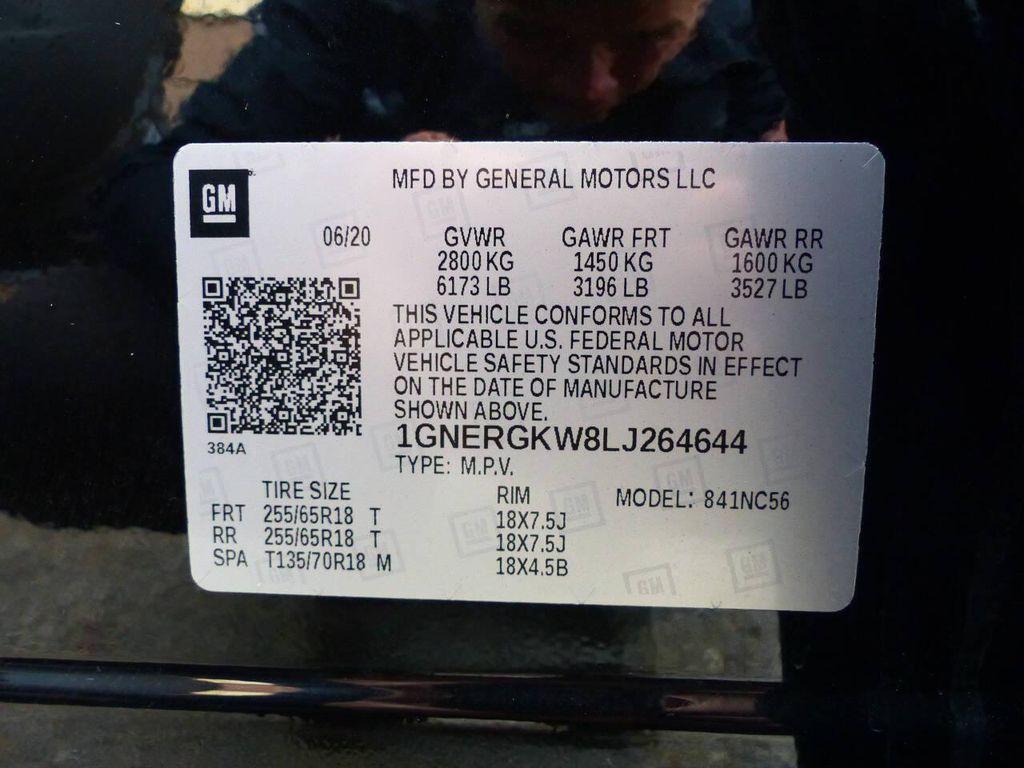 GM
MFD BY GENERAL MOTORS LLC
06/20 GVWR GAWR FRT GAWR RR
2800 KG 1450 KG 1600 KG
6173 LB 3196 LB 3527 LB
THIS VEHICLE CONFORMS TO ALL
APPLICABLE U.S. FEDERAL MOTOR
VEHICLE SAFETY STANDARDS IN EFFECT
ON THE DATE OF MANUFACTURE
SHOWN ABOVE.
384A
1GNERGKW8LJ264644
TYPE: M.P.V.
TIRE SIZE RIM MODEL: 841NC56
FRT 255/65R18 T 18X7.5J
RR 255/65R18 T 18X7.5J
SPA T135/70R18 M 18X4.5B